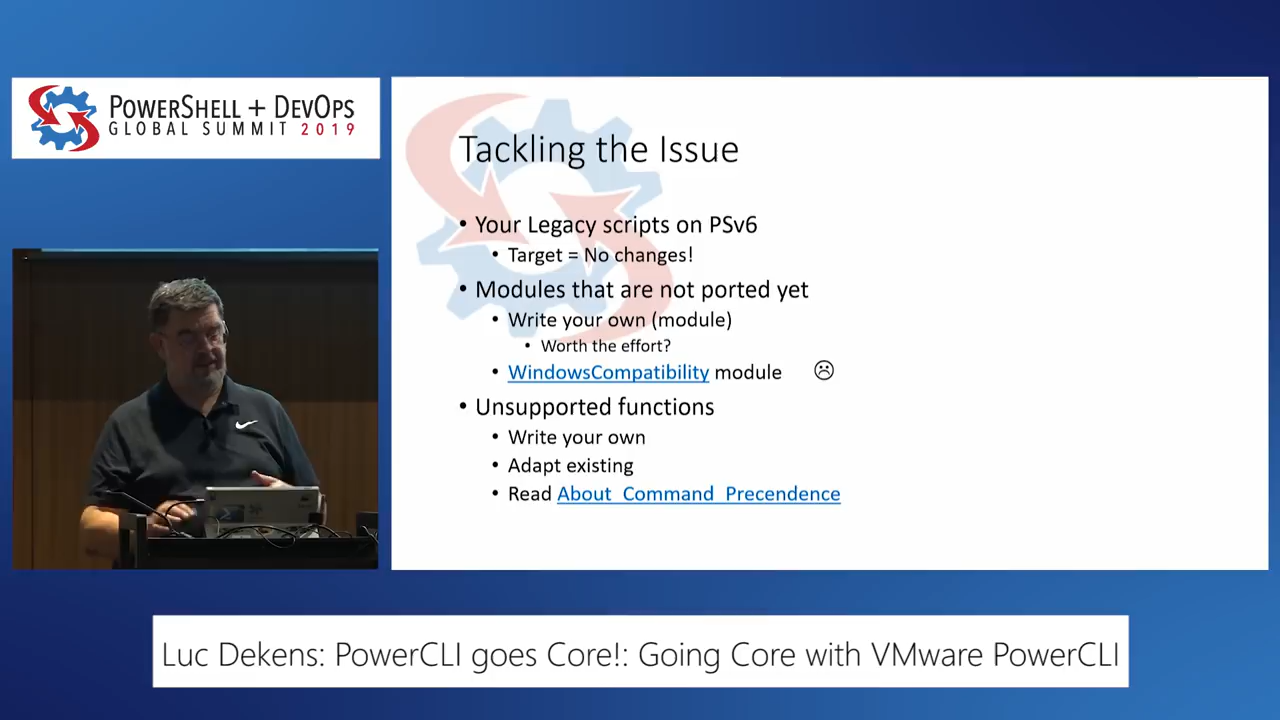 POWERSHELL + DEVOPS
GLOBAL SUMMIT 2019
Tackling the Issue
• Your Legacy scripts on PSv6
• Target = No changes!
• Modules that are not ported yet
• Write your own (module)
• Worth the effort?
• WindowsCompatibility module ☹
• Unsupported functions
• Write your own
• Adapt existing
• Read About_Command_Precendence
Luc Dekens: PowerCLI goes Core!: Going Core with VMware PowerCLI